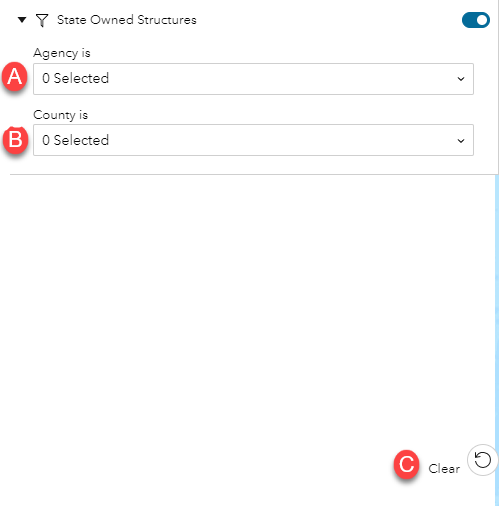 State Owned Structures
Agency is
A 0 Selected
County is
B 0 Selected
C Clear